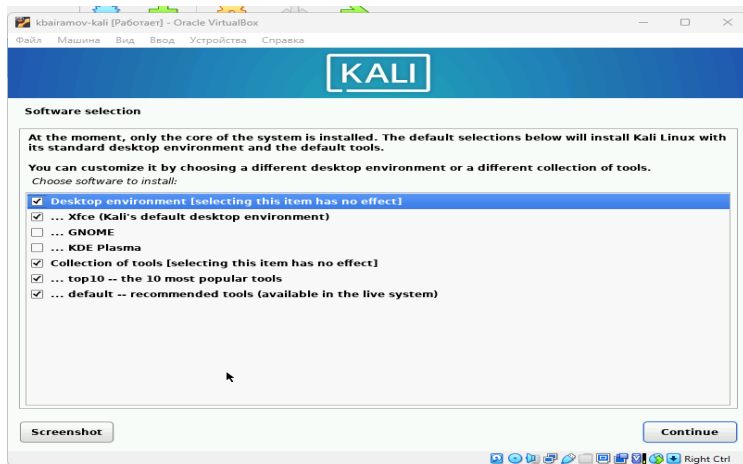 kbairamov-kali [Работает] - Oracle VirtualBox
Файл Машина Вид Ввод Устройства Справка
KALI
Software selection
At the moment, only the core of the system is installed. The default selections below will install Kali Linux with
its standard desktop environment and the default tools.
You can customize it by choosing a different desktop environment or a different collection of tools.
Choose software to install:
Desktop environment [selecting this item has no effect]
... Xfce (Kali's default desktop environment)
... GNOME
... KDE Plasma
Collection of tools [selecting this item has no effect]
... top10 -- the 10 most popular tools
... default -- recommended tools (available in the live system)
Screenshot
Continue
Right Ctrl